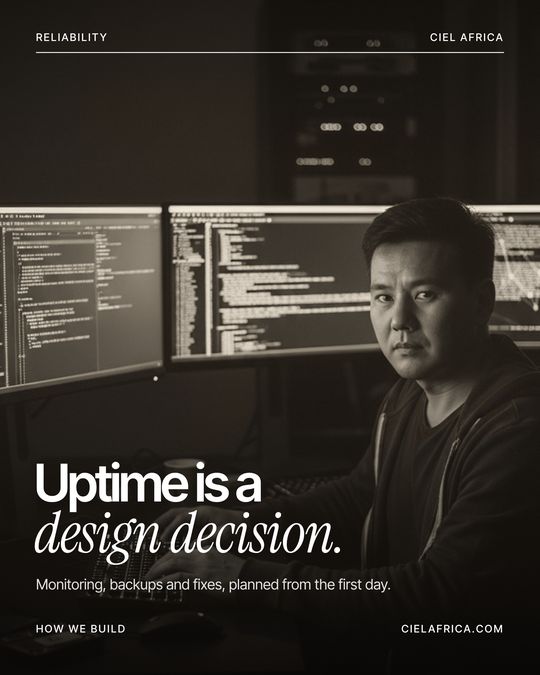 RELIABILITY
CIEL AFRICA
Uptime is a
design decision.
Monitoring, backups and fixes, planned from the first day.
HOW WE BUILD
CIELAFRICA.COM